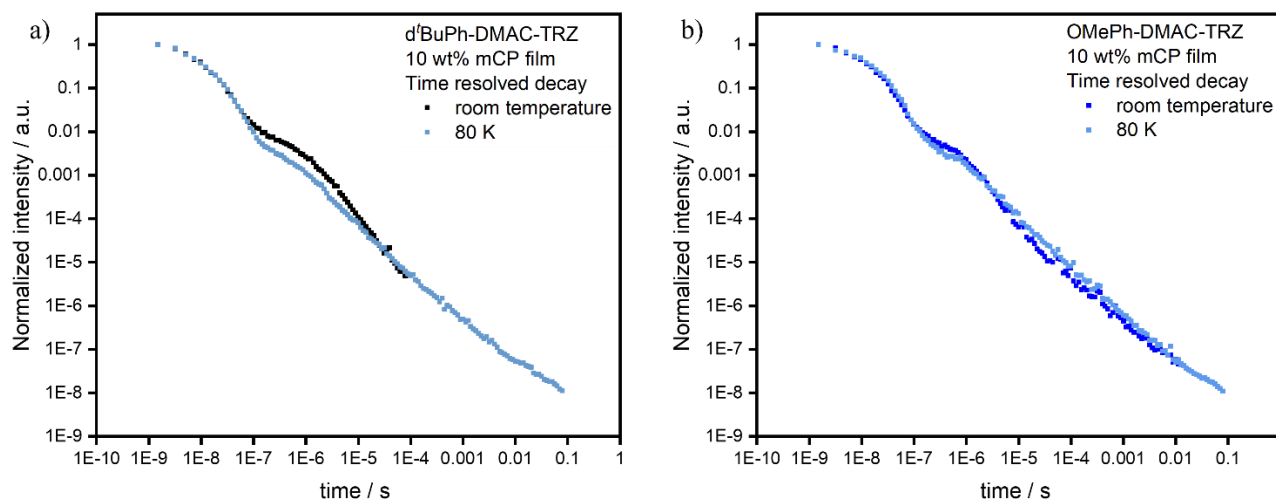 a)
dᵗBuPh-DMAC-TRZ
10 wt% mCP film
Time resolved decay
room temperature
80 K
Normalized intensity / a.u.
1
0.1
0.01
0.001
1E-4
1E-5
1E-6
1E-7
1E-8
1E-9
1E-10 1E-9 1E-8 1E-7 1E-6 1E-5 1E-4 0.001 0.01 0.1 1
time / s
b)
OMePh-DMAC-TRZ
10 wt% mCP film
Time resolved decay
room temperature
80 K
Normalized intensity / a.u.
1
0.1
0.01
0.001
1E-4
1E-5
1E-6
1E-7
1E-8
1E-9
1E-10 1E-9 1E-8 1E-7 1E-6 1E-5 1E-4 0.001 0.01 0.1 1
time / s